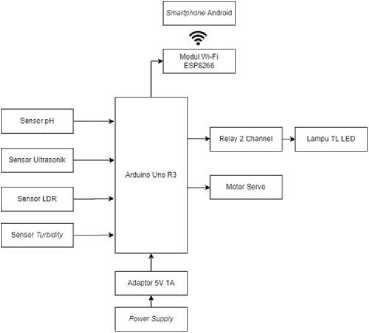 Smartphone Android
Modul Wi-Fi
ESP8266
Sensor pH
Sensor Ultrasonik
Sensor LDR
Sensor Turbidity
Arduino Uno R3
Relay 2 Channel
Lampu TL LED
Motor Servo
Adaptor 5V 1A
Power Supply